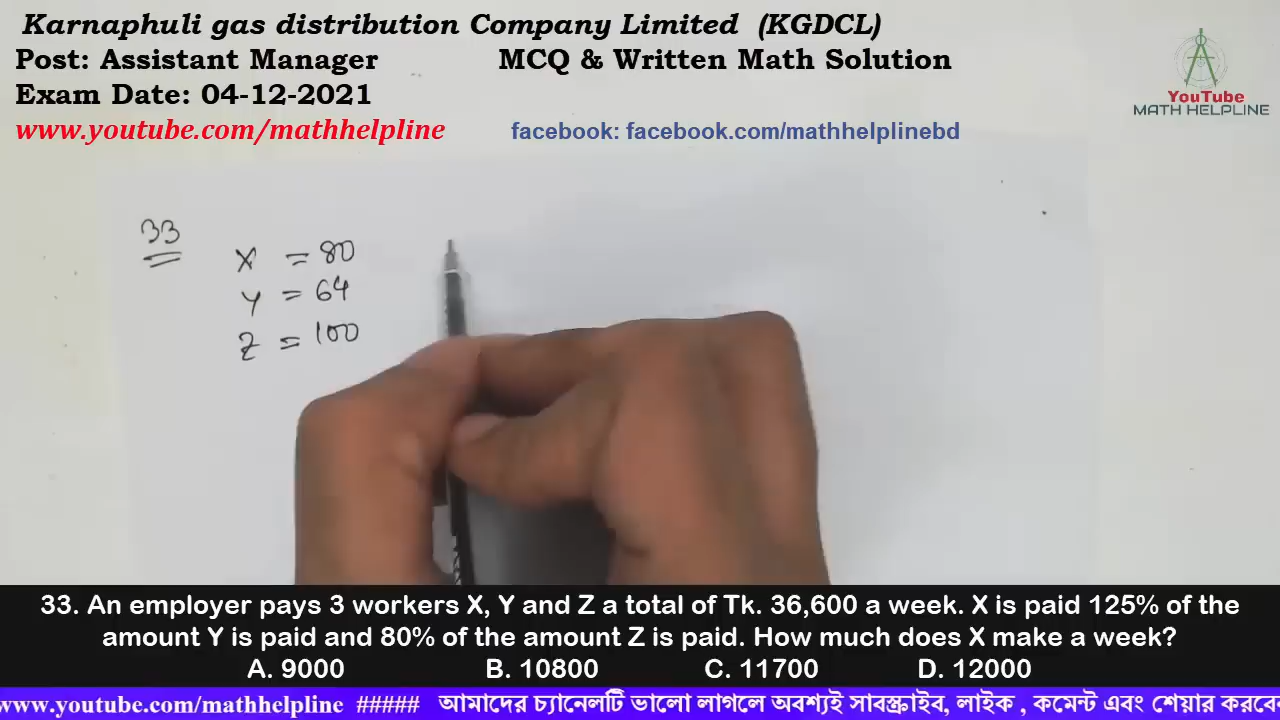 Karnaphuli gas distribution Company Limited (KGDCL)
Post: Assistant Manager MCQ & Written Math Solution
Exam Date: 04-12-2021
www.youtube.com/mathhelpline facebook: facebook.com/mathhelplinebd
YouTube
MATH HELPLINE
33
X = 80
Y = 64
Z = 100
33. An employer pays 3 workers X, Y and Z a total of Tk. 36,600 a week. X is paid 125% of the
amount Y is paid and 80% of the amount Z is paid. How much does X make a week?
A. 9000 B. 10800 C. 11700 D. 12000
www.youtube.com/mathhelpline ##### আমাদের চ্যানেলটি ভালো লাগলে অবশ্যই সাবস্ক্রাইব, লাইক , কমেন্ট এবং শেয়ার করবে